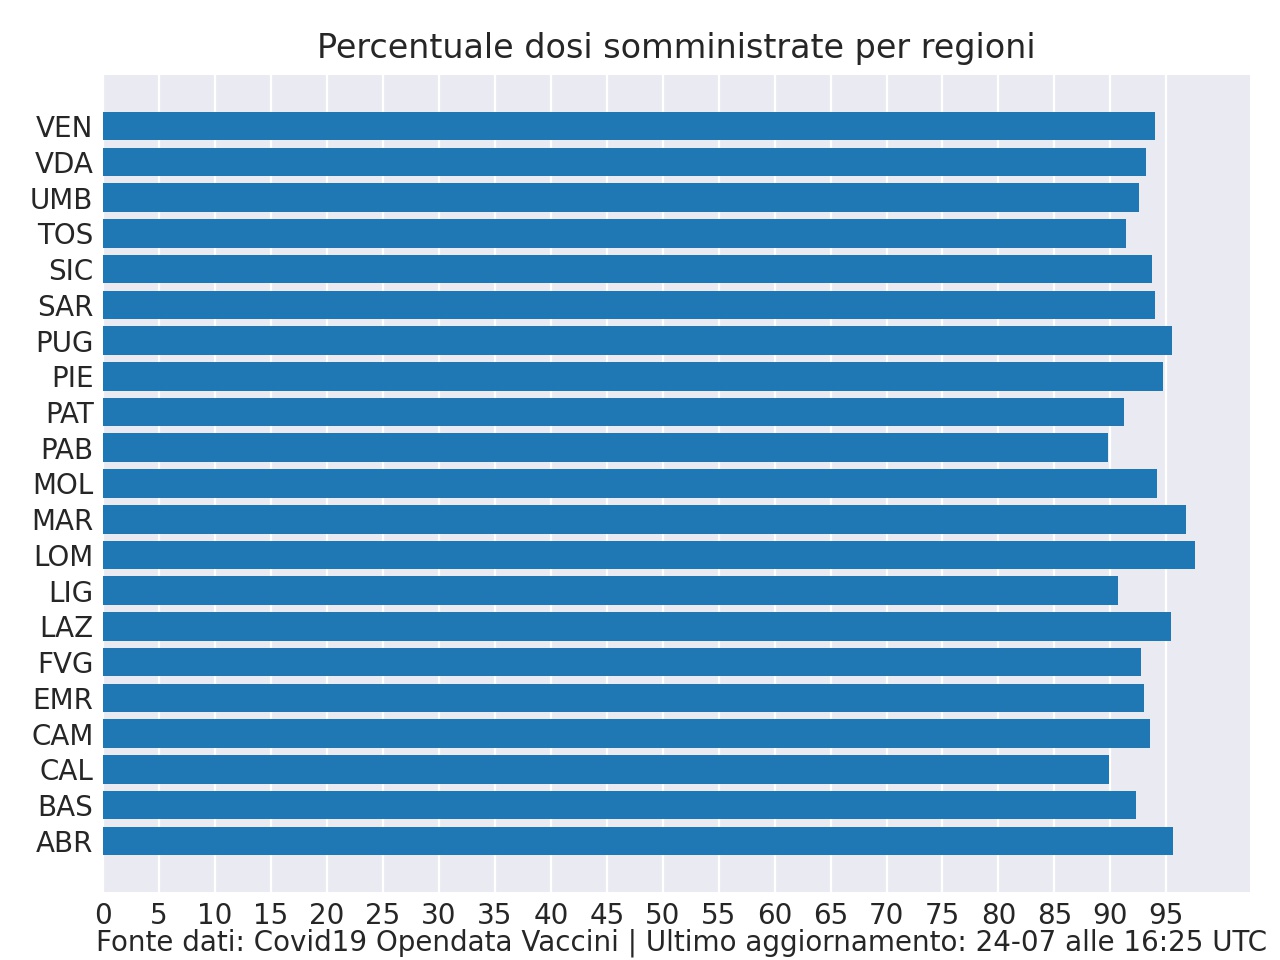 Percentuale dosi somministrate per regioni
VEN
VDA
UMB
TOS
SIC
SAR
PUG
PIE
PAT
PAB
MOL
MAR
LOM
LIG
LAZ
FVG
EMR
CAM
CAL
BAS
ABR
0 5 10 15 20 25 30 35 40 45 50 55 60 65 70 75 80 85 90 95
Fonte dati: Covid19 Opendata Vaccini | Ultimo aggiornamento: 24-07 alle 16:25 UTC